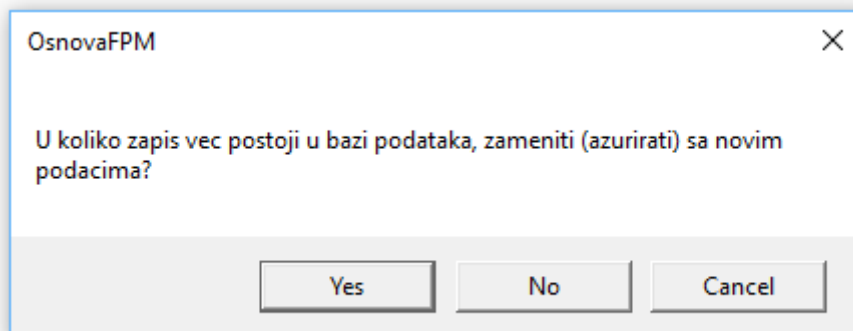 OsnovaFPM
U koliko zapis vec postoji u bazi podataka, zameniti (azurirati) sa novim
podacima?
Yes No Cancel